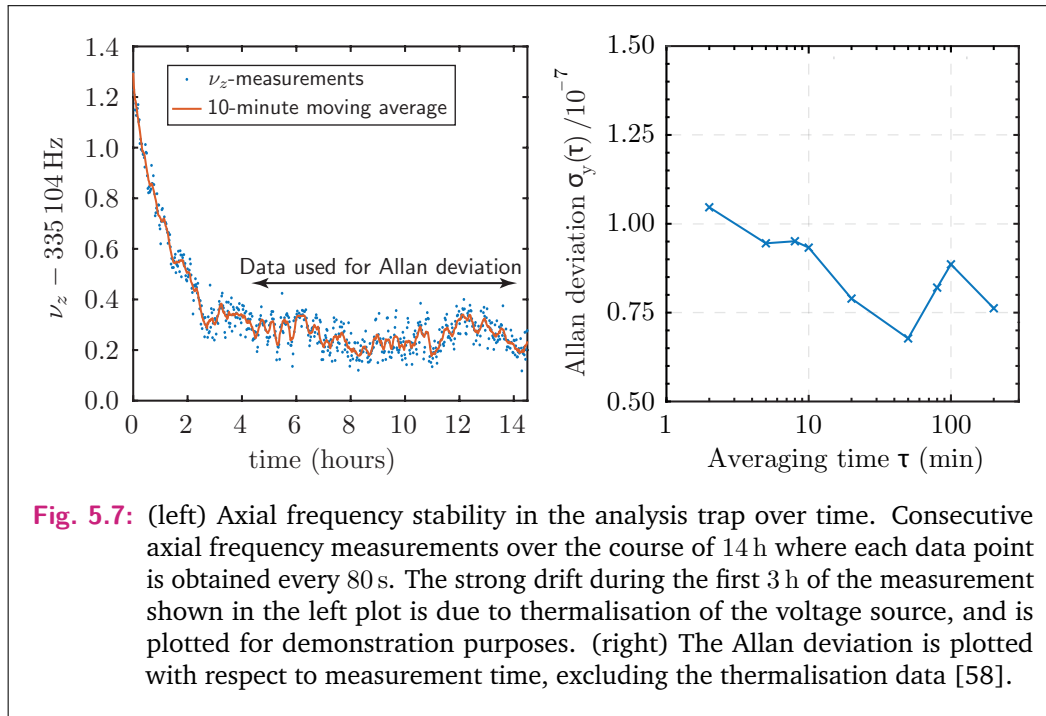 1.4
1.2
1.0
0.8
0.6
0.4
0.2
0.0
ν_z − 335 104 Hz
ν_z-measurements
10-minute moving average
Data used for Allan deviation
0 2 4 6 8 10 12 14
time (hours)
1.50
1.25
1.00
0.75
0.50
Allan deviation σ_y(τ) /10⁻⁷
1 10 100
Averaging time τ (min)
Fig. 5.7: (left) Axial frequency stability in the analysis trap over time. Consecutive
axial frequency measurements over the course of 14 h where each data point
is obtained every 80 s. The strong drift during the first 3 h of the measurement
shown in the left plot is due to thermalisation of the voltage source, and is
plotted for demonstration purposes. (right) The Allan deviation is plotted
with respect to measurement time, excluding the thermalisation data [58].